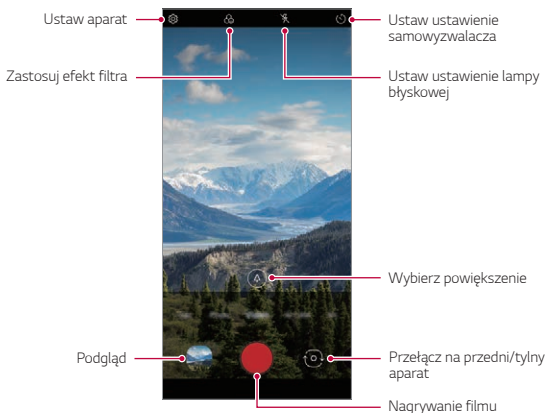 Ustaw aparat
Ustaw ustawienie
samowyzwalacza
Zastosuj efekt filtra
Ustaw ustawienie lampy
błyskowej
Wybierz powiększenie
Podgląd
Przełącz na przedni/tylny
aparat
Nagrywanie filmu